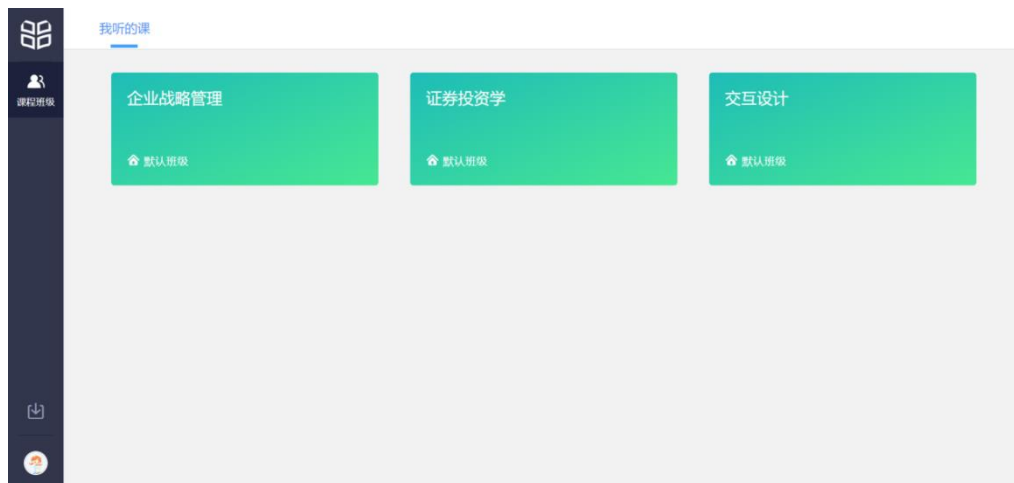 我听的课
课程班级
企业战略管理
默认班级
证券投资学
默认班级
交互设计
默认班级